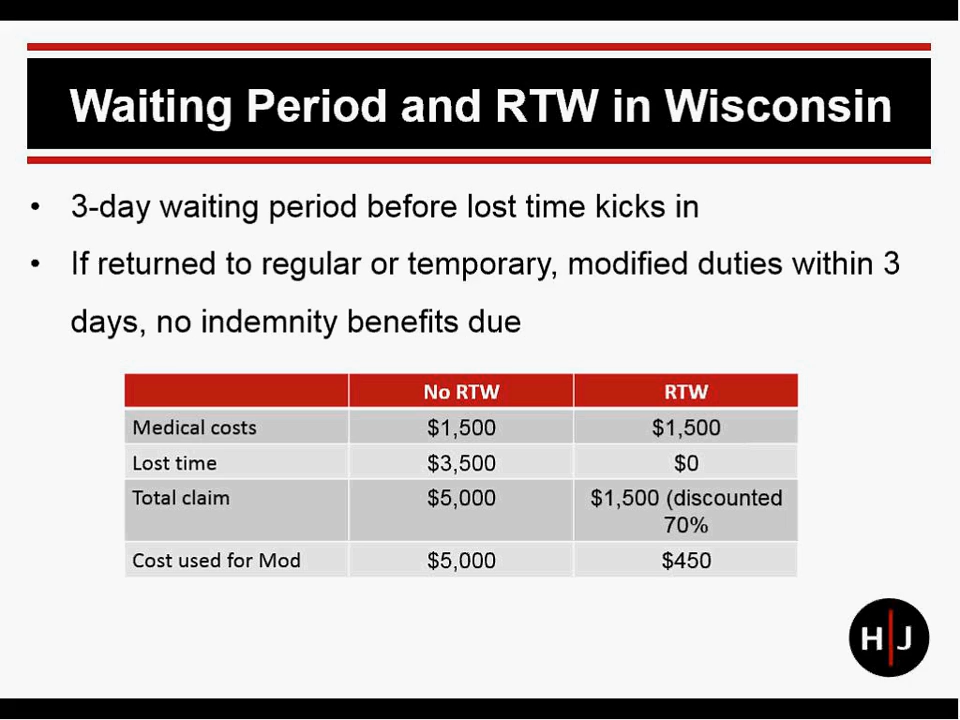 Waiting Period and RTW in Wisconsin
• 3-day waiting period before lost time kicks in
• If returned to regular or temporary, modified duties within 3
days, no indemnity benefits due
No RTW RTW
Medical costs $1,500 $1,500
Lost time $3,500 $0
Total claim $5,000 $1,500 (discounted
70%
Cost used for Mod $5,000 $450
H J